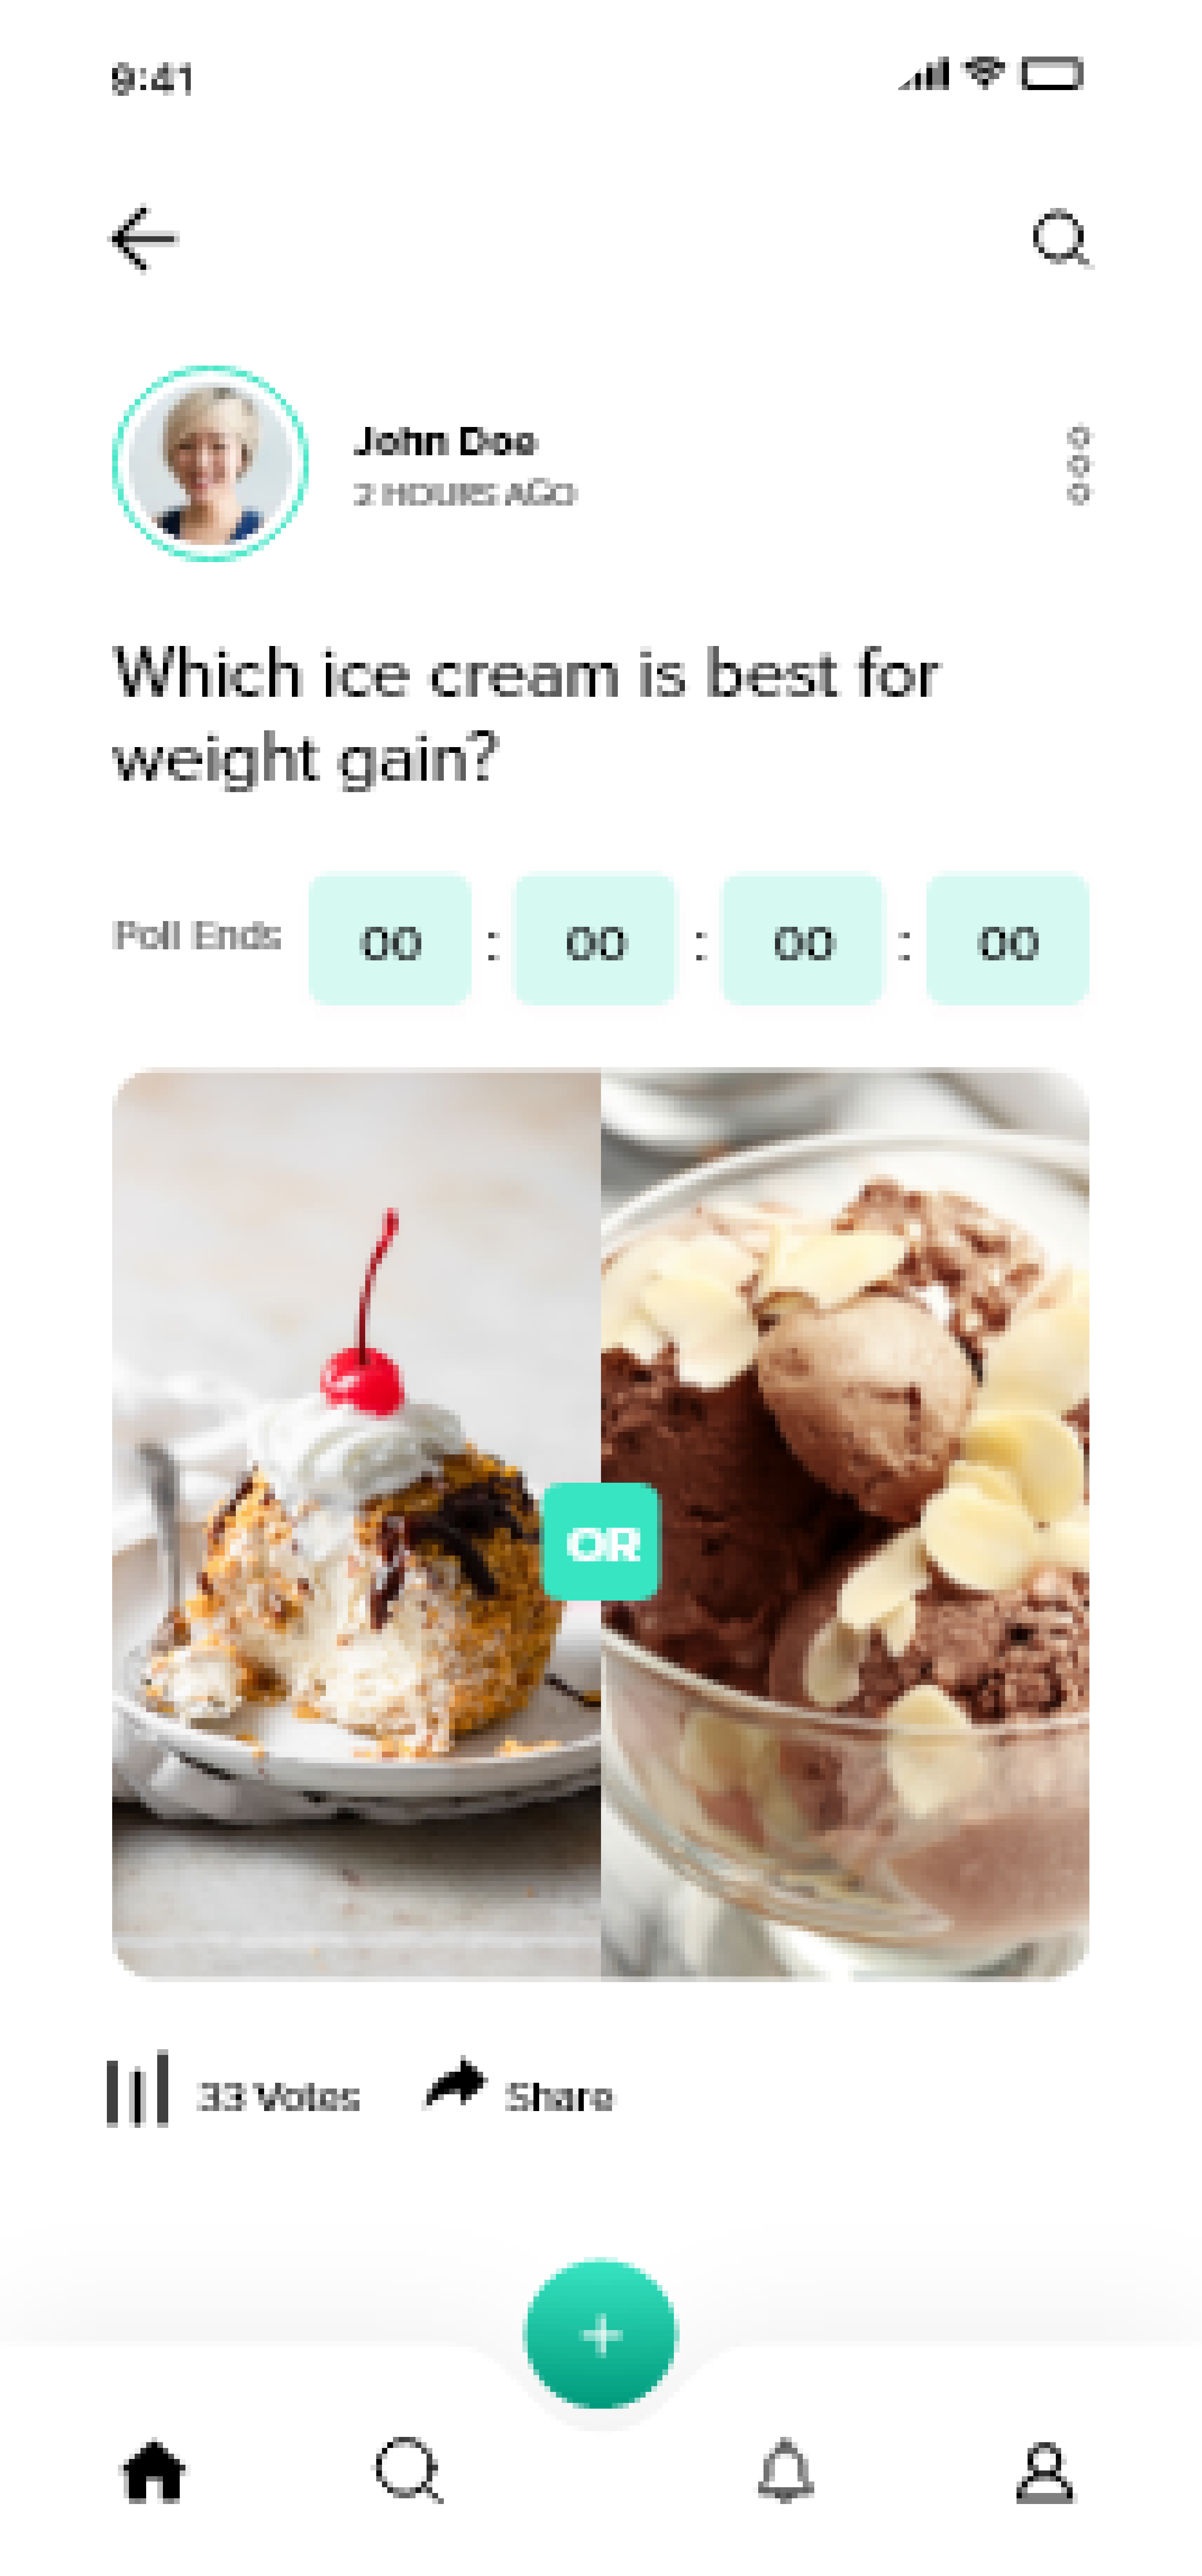 9:41
John Doe
2 HOURS AGO
Which ice cream is best for
weight gain?
Poll Ends 00 : 00 : 00 : 00
OR
33 Votes Share